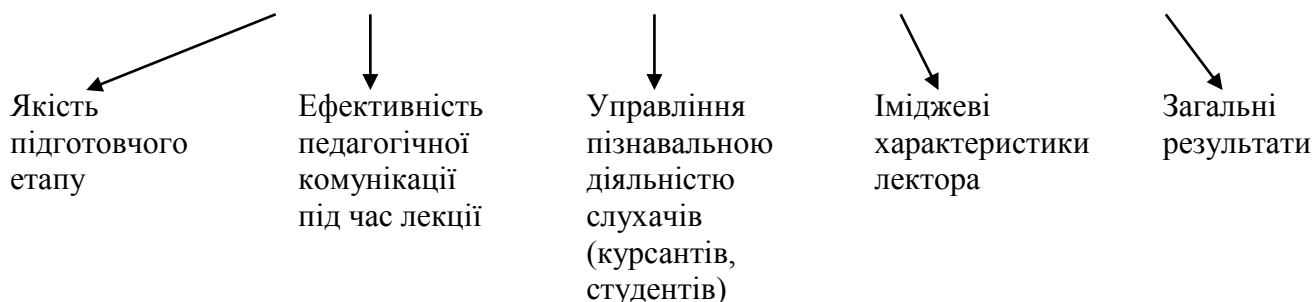 Якість
підготовчого
етапу
Ефективність
педагогічної
комунікації
під час лекції
Управління
пізнавальною
діяльністю
слухачів
(курсантів,
студентів)
Іміджеві
характеристики
лектора
Загальні
результати